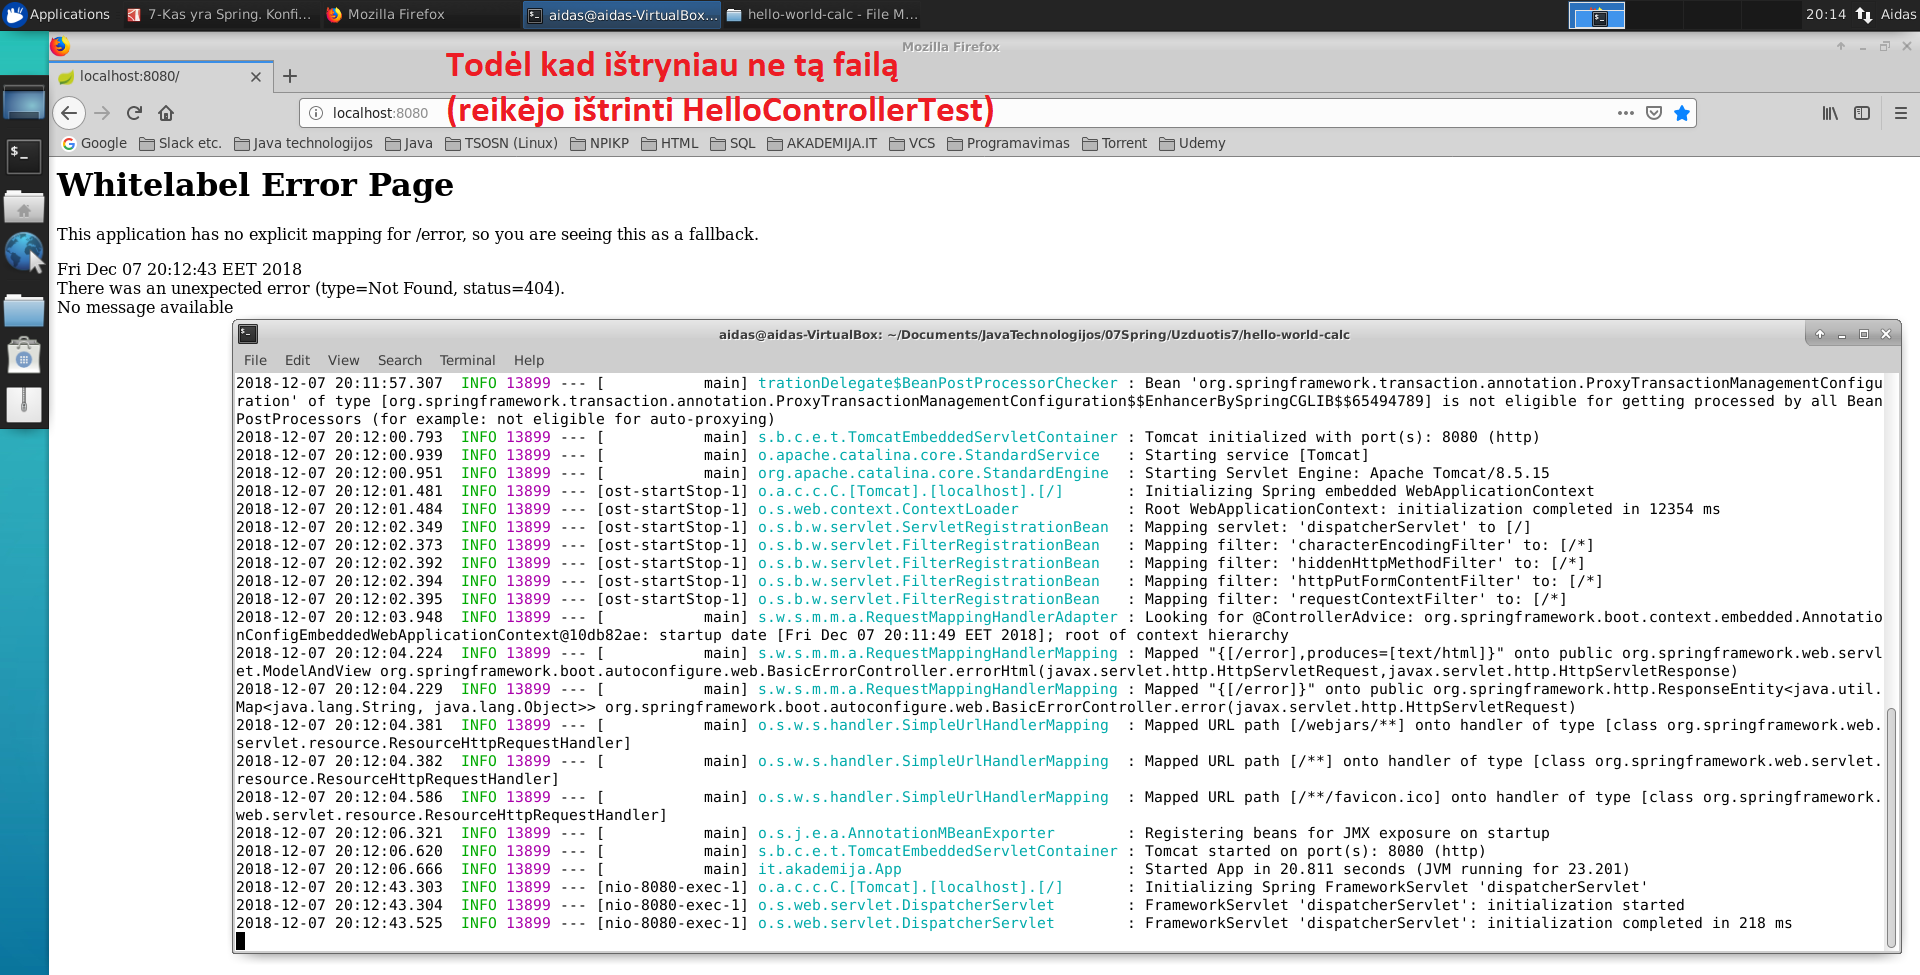 Applications
7-Kas yra Spring. Konfi...
Mozilla Firefox
aidas@aidas-VirtualBox...
hello-world-calc - File M...
20:14
Aidas
Mozilla Firefox
Todėl kad ištryniau ne tą failą
localhost:8080/
(reikėjo ištrinti HelloControllerTest)
localhost:8080
Google
Slack etc.
Java technologijos
Java
TSOSN (Linux)
NPIKP
HTML
SQL
AKADEMIJA.IT
VCS
Programavimas
Torrent
Udemy
Whitelabel Error Page
This application has no explicit mapping for /error, so you are seeing this as a fallback.
Fri Dec 07 20:12:43 EET 2018
There was an unexpected error (type=Not Found, status=404).
No message available
aidas@aidas-VirtualBox: ~/Documents/JavaTechnologijos/07Spring/Uzduotis7/hello-world-calc
File Edit View Search Terminal Help
2018-12-07 20:11:57.307  INFO 13899 --- [           main] trationDelegate$BeanPostProcessorChecker : Bean 'org.springframework.transaction.annotation.ProxyTransactionManagementConfigu
ration' of type [org.springframework.transaction.annotation.ProxyTransactionManagementConfiguration$$EnhancerBySpringCGLIB$$65494789] is not eligible for getting processed by all Bean
PostProcessors (for example: not eligible for auto-proxying)
2018-12-07 20:12:00.793  INFO 13899 --- [           main] s.b.c.e.t.TomcatEmbeddedServletContainer : Tomcat initialized with port(s): 8080 (http)
2018-12-07 20:12:00.939  INFO 13899 --- [           main] o.apache.catalina.core.StandardService   : Starting service [Tomcat]
2018-12-07 20:12:00.951  INFO 13899 --- [           main] org.apache.catalina.core.StandardEngine  : Starting Servlet Engine: Apache Tomcat/8.5.15
2018-12-07 20:12:01.481  INFO 13899 --- [ost-startStop-1] o.a.c.c.C.[Tomcat].[localhost].[/]       : Initializing Spring embedded WebApplicationContext
2018-12-07 20:12:01.484  INFO 13899 --- [ost-startStop-1] o.s.web.context.ContextLoader            : Root WebApplicationContext: initialization completed in 12354 ms
2018-12-07 20:12:02.349  INFO 13899 --- [ost-startStop-1] o.s.b.w.servlet.ServletRegistrationBean  : Mapping servlet: 'dispatcherServlet' to [/]
2018-12-07 20:12:02.373  INFO 13899 --- [ost-startStop-1] o.s.b.w.servlet.FilterRegistrationBean   : Mapping filter: 'characterEncodingFilter' to: [/*]
2018-12-07 20:12:02.392  INFO 13899 --- [ost-startStop-1] o.s.b.w.servlet.FilterRegistrationBean   : Mapping filter: 'hiddenHttpMethodFilter' to: [/*]
2018-12-07 20:12:02.394  INFO 13899 --- [ost-startStop-1] o.s.b.w.servlet.FilterRegistrationBean   : Mapping filter: 'httpPutFormContentFilter' to: [/*]
2018-12-07 20:12:02.395  INFO 13899 --- [ost-startStop-1] o.s.b.w.servlet.FilterRegistrationBean   : Mapping filter: 'requestContextFilter' to: [/*]
2018-12-07 20:12:03.948  INFO 13899 --- [           main] s.w.s.m.m.a.RequestMappingHandlerAdapter : Looking for @ControllerAdvice: org.springframework.boot.context.embedded.Annotatio
nConfigEmbeddedWebApplicationContext@10db82ae: startup date [Fri Dec 07 20:11:49 EET 2018]; root of context hierarchy
2018-12-07 20:12:04.224  INFO 13899 --- [           main] s.w.s.m.m.a.RequestMappingHandlerMapping : Mapped "{[/error],produces=[text/html]}" onto public org.springframework.web.servl
et.ModelAndView org.springframework.boot.autoconfigure.web.BasicErrorController.errorHtml(javax.servlet.http.HttpServletRequest,javax.servlet.http.HttpServletResponse)
2018-12-07 20:12:04.229  INFO 13899 --- [           main] s.w.s.m.m.a.RequestMappingHandlerMapping : Mapped "{[/error]}" onto public org.springframework.http.ResponseEntity<java.util.
Map<java.lang.String, java.lang.Object>> org.springframework.boot.autoconfigure.web.BasicErrorController.error(javax.servlet.http.HttpServletRequest)
2018-12-07 20:12:04.381  INFO 13899 --- [           main] o.s.w.s.handler.SimpleUrlHandlerMapping  : Mapped URL path [/webjars/**] onto handler of type [class org.springframework.web.
servlet.resource.ResourceHttpRequestHandler]
2018-12-07 20:12:04.382  INFO 13899 --- [           main] o.s.w.s.handler.SimpleUrlHandlerMapping  : Mapped URL path [/**] onto handler of type [class org.springframework.web.servlet.
resource.ResourceHttpRequestHandler]
2018-12-07 20:12:04.586  INFO 13899 --- [           main] o.s.w.s.handler.SimpleUrlHandlerMapping  : Mapped URL path [/**/favicon.ico] onto handler of type [class org.springframework.
web.servlet.resource.ResourceHttpRequestHandler]
2018-12-07 20:12:06.321  INFO 13899 --- [           main] o.s.j.e.a.AnnotationMBeanExporter        : Registering beans for JMX exposure on startup
2018-12-07 20:12:06.620  INFO 13899 --- [           main] s.b.c.e.t.TomcatEmbeddedServletContainer : Tomcat started on port(s): 8080 (http)
2018-12-07 20:12:06.666  INFO 13899 --- [           main] it.akademija.App                         : Started App in 20.811 seconds (JVM running for 23.201)
2018-12-07 20:12:43.303  INFO 13899 --- [nio-8080-exec-1] o.a.c.c.C.[Tomcat].[localhost].[/]       : Initializing Spring FrameworkServlet 'dispatcherServlet'
2018-12-07 20:12:43.304  INFO 13899 --- [nio-8080-exec-1] o.s.web.servlet.DispatcherServlet        : FrameworkServlet 'dispatcherServlet': initialization started
2018-12-07 20:12:43.525  INFO 13899 --- [nio-8080-exec-1] o.s.web.servlet.DispatcherServlet        : FrameworkServlet 'dispatcherServlet': initialization completed in 218 ms